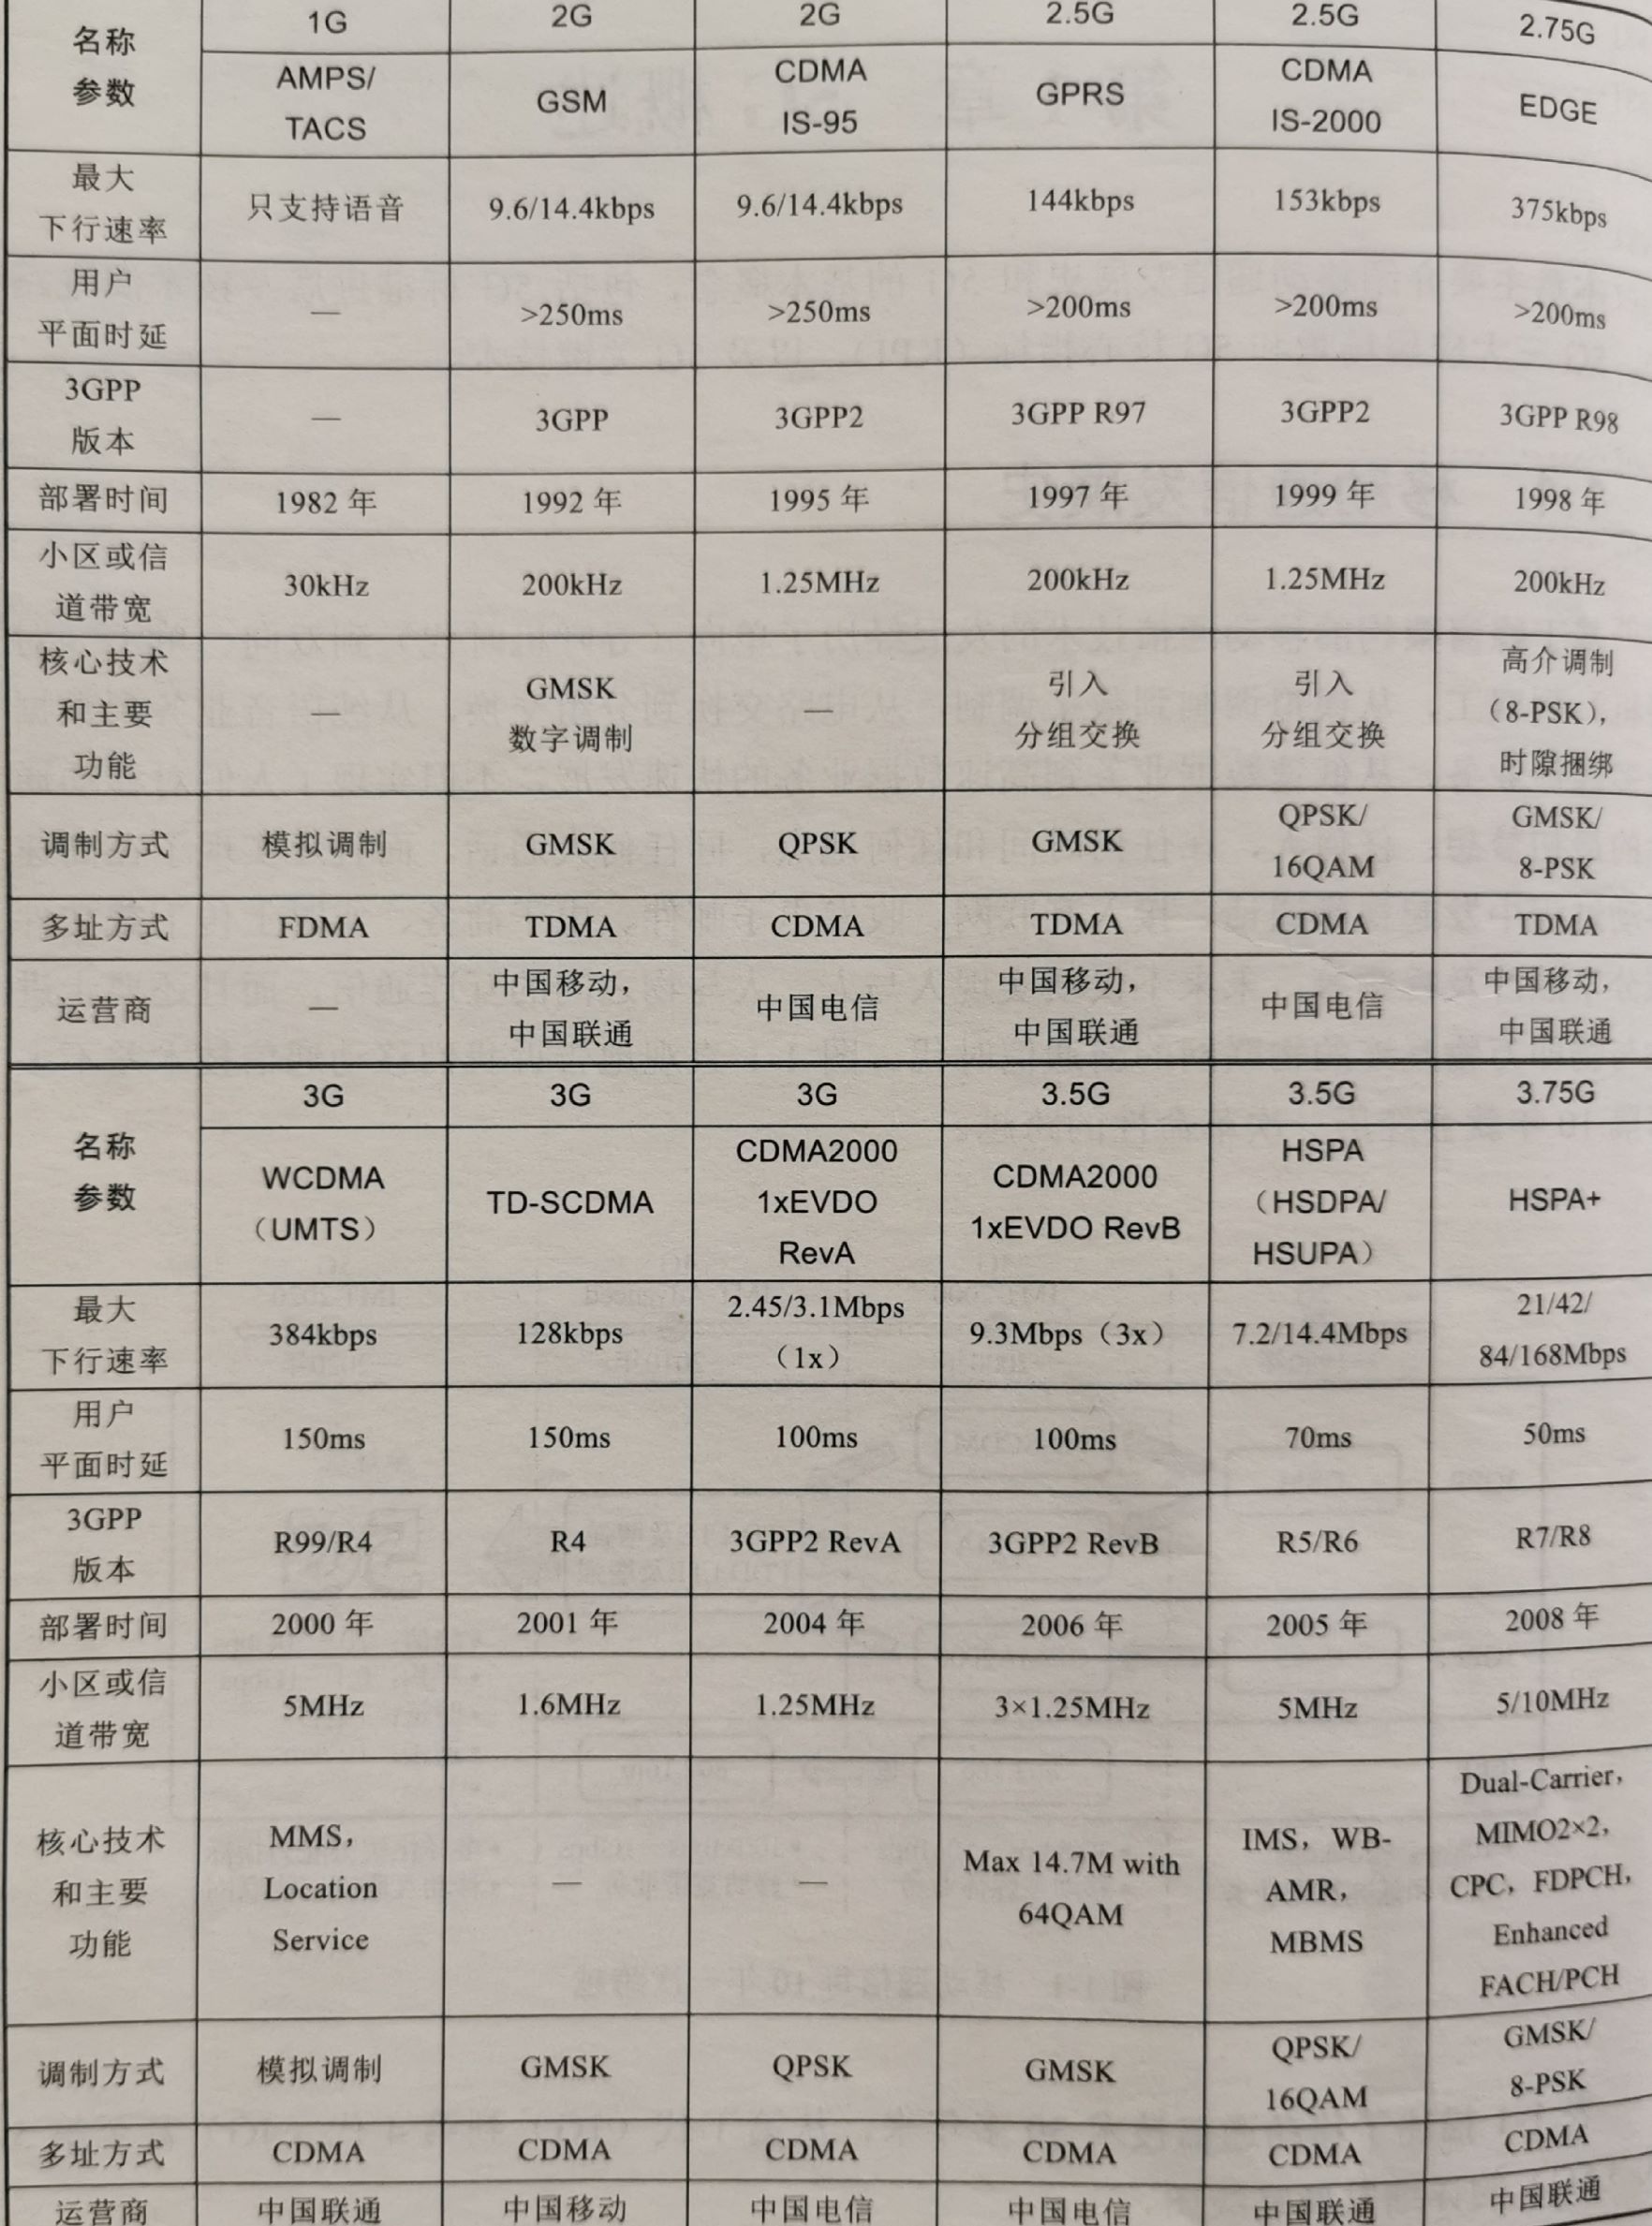 名称
参数
1G
2G
2G
2.5G
2.5G
2.75G
AMPS/
TACS
GSM
CDMA
IS-95
GPRS
CDMA
IS-2000
EDGE
最大
下行速率
只支持语音
9.6/14.4kbps
9.6/14.4kbps
144kbps
153kbps
375kbps
用户
平面时延
—
>250ms
>250ms
>200ms
>200ms
>200ms
3GPP
版本
—
3GPP
3GPP2
3GPP R97
3GPP2
3GPP R98
部署时间
1982 年
1992 年
1995 年
1997 年
1999 年
1998 年
小区或信
道带宽
30kHz
200kHz
1.25MHz
200kHz
1.25MHz
200kHz
核心技术
和主要
功能
—
GMSK
数字调制
—
引入
分组交换
引入
分组交换
高介调制
（8-PSK），
时隙捆绑
调制方式
模拟调制
GMSK
QPSK
GMSK
QPSK/
16QAM
GMSK/
8-PSK
多址方式
FDMA
TDMA
CDMA
TDMA
CDMA
TDMA
运营商
—
中国移动，
中国联通
中国电信
中国移动，
中国联通
中国电信
中国移动，
中国联通
名称
参数
3G
3G
3G
3.5G
3.5G
3.75G
WCDMA
（UMTS）
TD-SCDMA
CDMA2000
1xEVDO
RevA
CDMA2000
1xEVDO RevB
HSPA
（HSDPA/
HSUPA）
HSPA+
最大
下行速率
384kbps
128kbps
2.45/3.1Mbps
（1x）
9.3Mbps（3x）
7.2/14.4Mbps
21/42/
84/168Mbps
用户
平面时延
150ms
150ms
100ms
100ms
70ms
50ms
3GPP
版本
R99/R4
R4
3GPP2 RevA
3GPP2 RevB
R5/R6
R7/R8
部署时间
2000 年
2001 年
2004 年
2006 年
2005 年
2008 年
小区或信
道带宽
5MHz
1.6MHz
1.25MHz
3×1.25MHz
5MHz
5/10MHz
核心技术
和主要
功能
MMS，
Location
Service
—
—
Max 14.7M with
64QAM
IMS，WB-
AMR，
MBMS
Dual-Carrier，
MIMO2×2，
CPC，FDPCH，
Enhanced
FACH/PCH
调制方式
模拟调制
GMSK
QPSK
GMSK
QPSK/
16QAM
GMSK/
8-PSK
多址方式
CDMA
CDMA
CDMA
CDMA
CDMA
CDMA
运营商
中国联通
中国移动
中国电信
中国电信
中国联通
中国联通